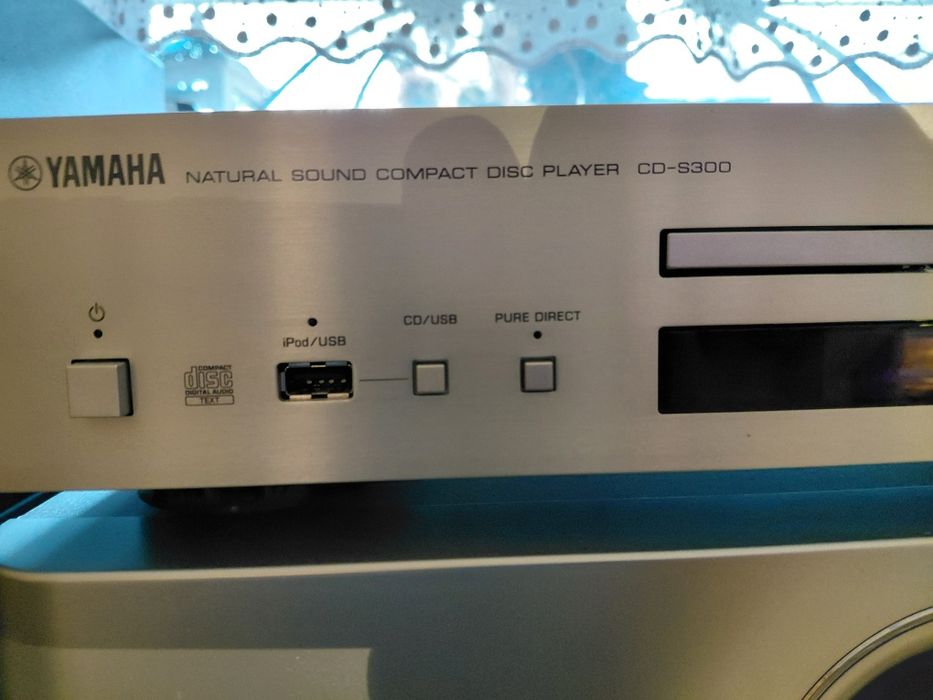 YAMAHA NATURAL SOUND COMPACT DISC PLAYER CD-S300
iPod/USB
CD/USB
PURE DIRECT
COMPACT
disc
DIGITAL AUDIO
TEXT